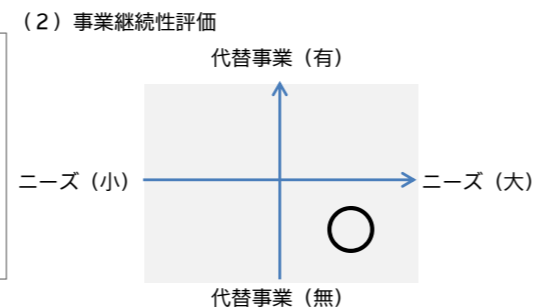 （２）事業継続性評価
代替事業（有）
ニーズ（小）
ニーズ（大）
代替事業（無）